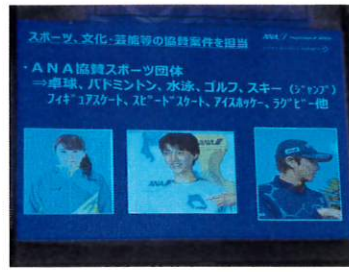 スポーツ、文化・芸能等の協賛案件を担当
ANA
・ANA協賛スポーツ団体
⇒卓球、バドミントン、水泳、ゴルフ、スキー（ジャンプ）
フィギュアスケート、スピードスケート、アイスホッケー、ラグビー他
ANA